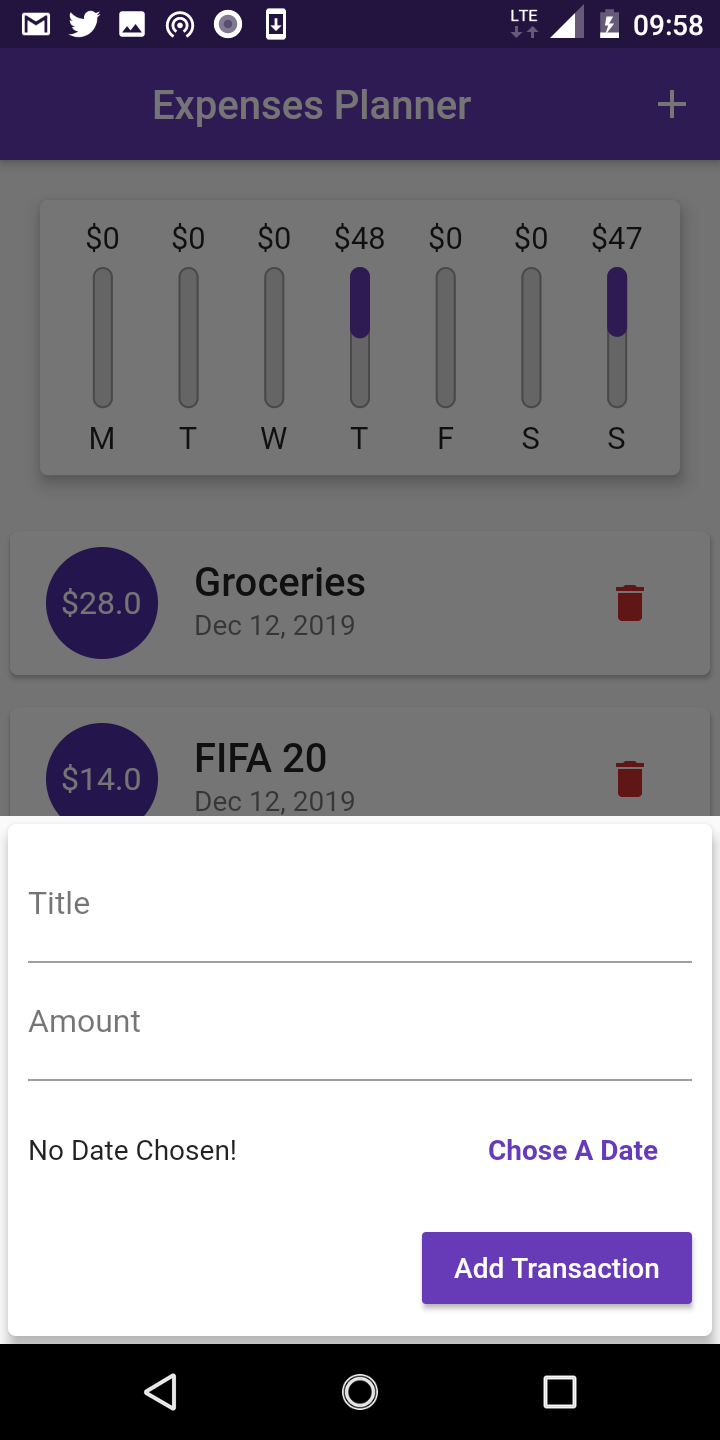 LTE 09:58
Expenses Planner
$0 $0 $0 $48 $0 $0 $47
M T W T F S S
$28.0
Groceries
Dec 12, 2019
$14.0
FIFA 20
Dec 12, 2019
Title
Amount
No Date Chosen! Chose A Date
Add Transaction